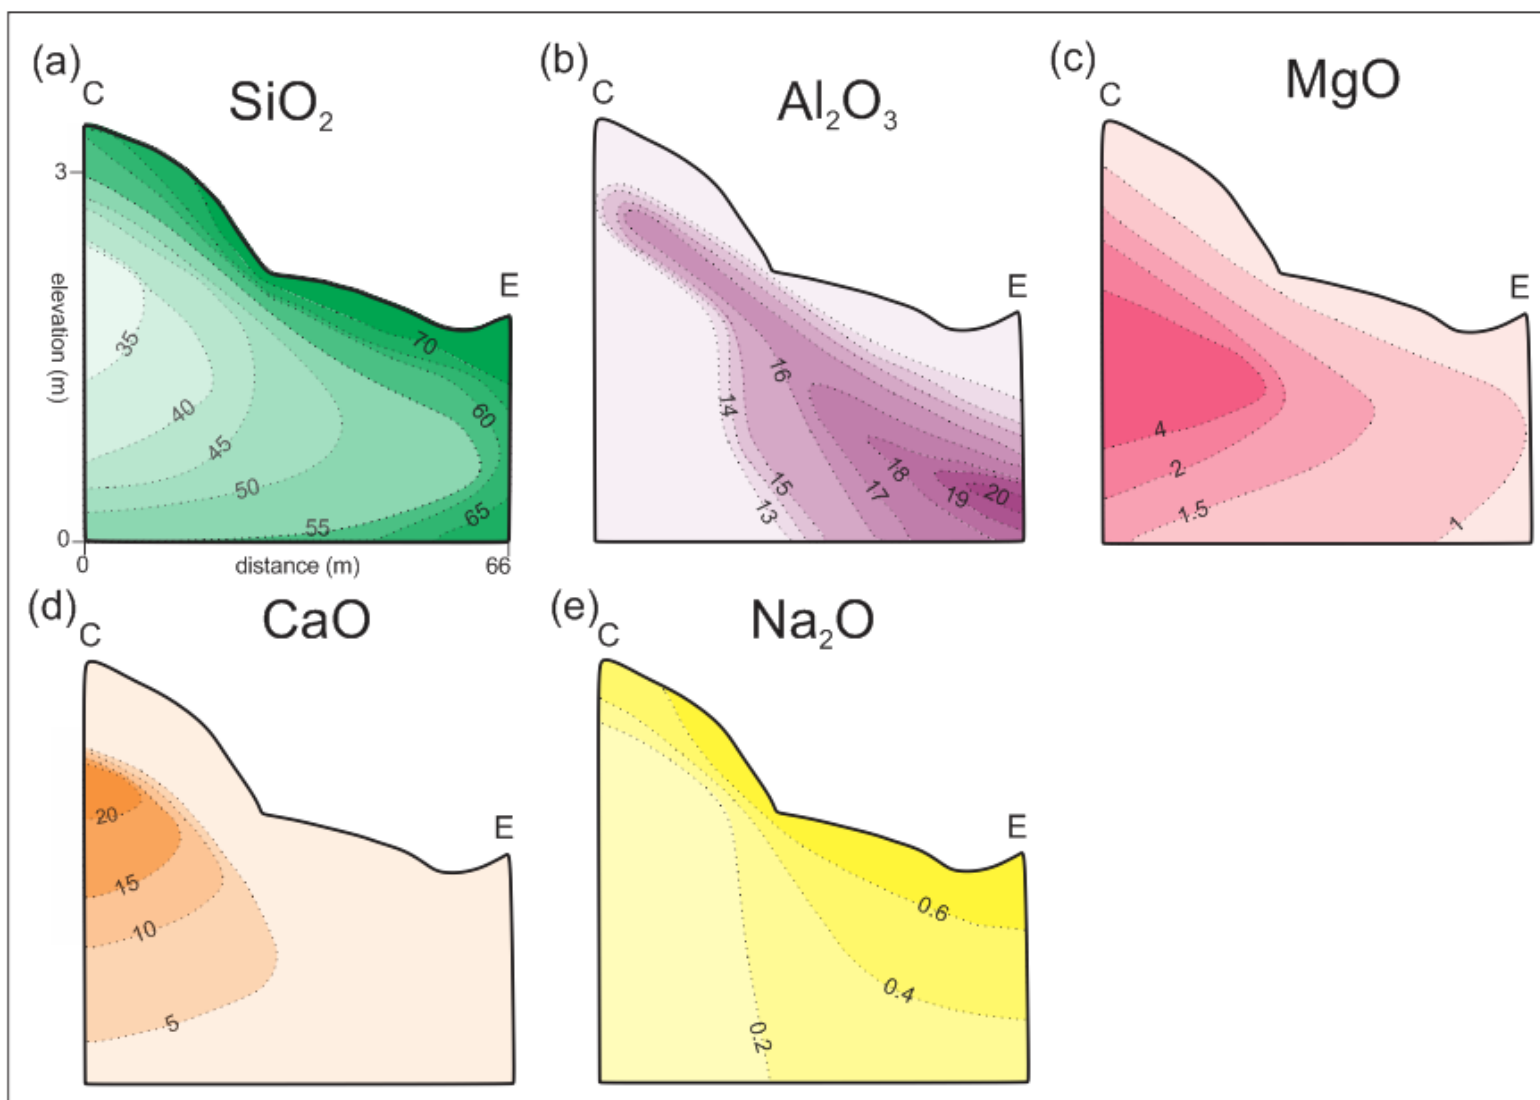 (a)
C
SiO₂
3
elevation (m)
0
E
35
40
45
50
55
60
65
70
0
distance (m)
66
(b)
C
Al₂O₃
E
16
14
15
13
18
17
19
20
(c)
C
MgO
E
4
2
1.5
1
(d)
C
CaO
E
20
15
10
5
(e)
C
Na₂O
E
0.6
0.4
0.2